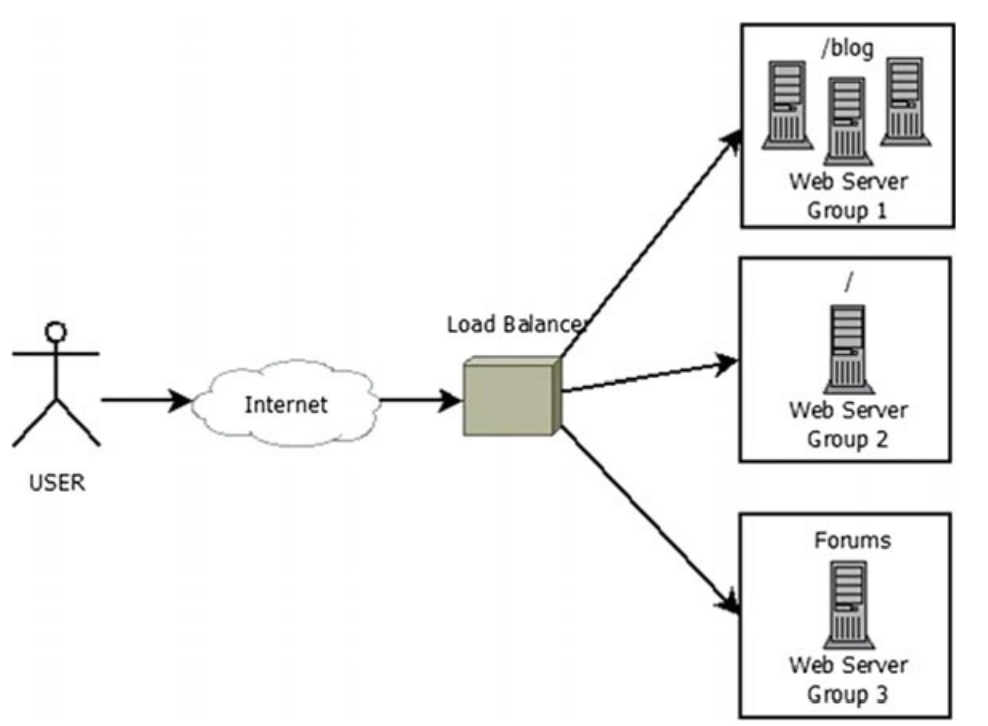 /blog
Web Server
Group 1
/
Web Server
Group 2
Load Balancer
Internet
USER
Forums
Web Server
Group 3